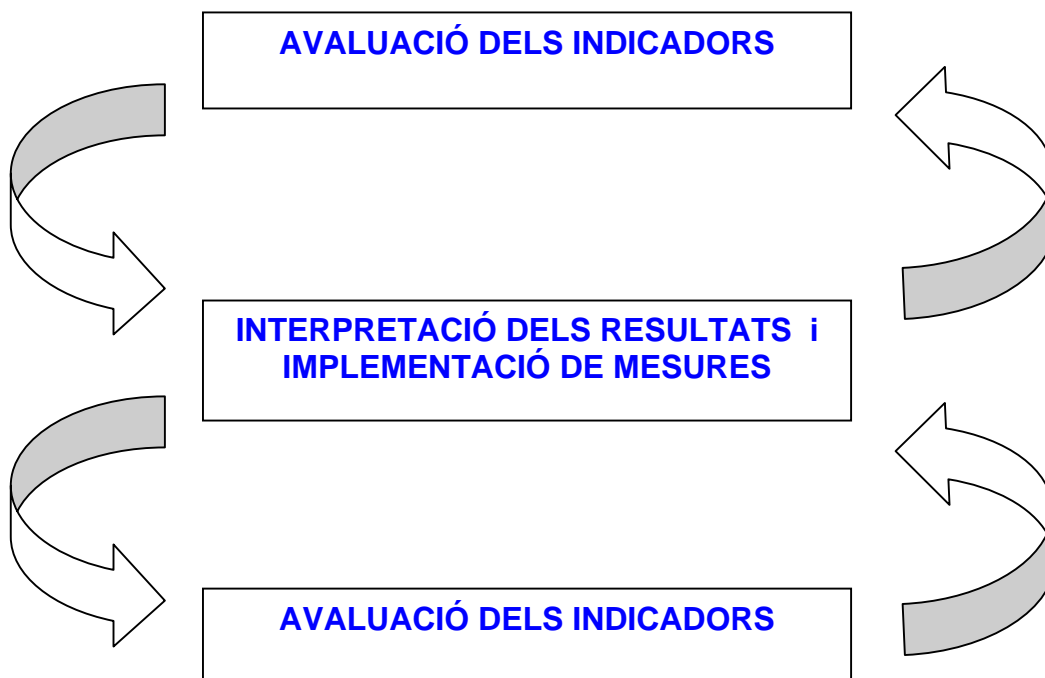 AVALUACIÓ DELS INDICADORS
INTERPRETACIÓ DELS RESULTATS i
IMPLEMENTACIÓ DE MESURES
AVALUACIÓ DELS INDICADORS